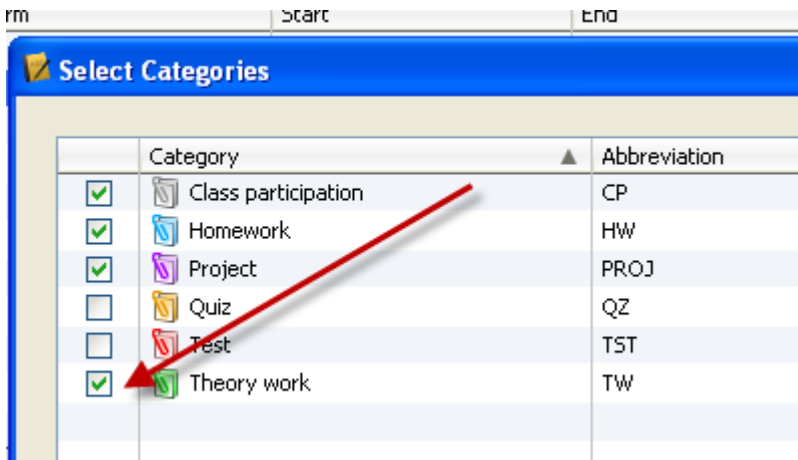 Start End
Select Categories
Category Abbreviation
Class participation CP
Homework HW
Project PROJ
Quiz QZ
Test TST
Theory work TW